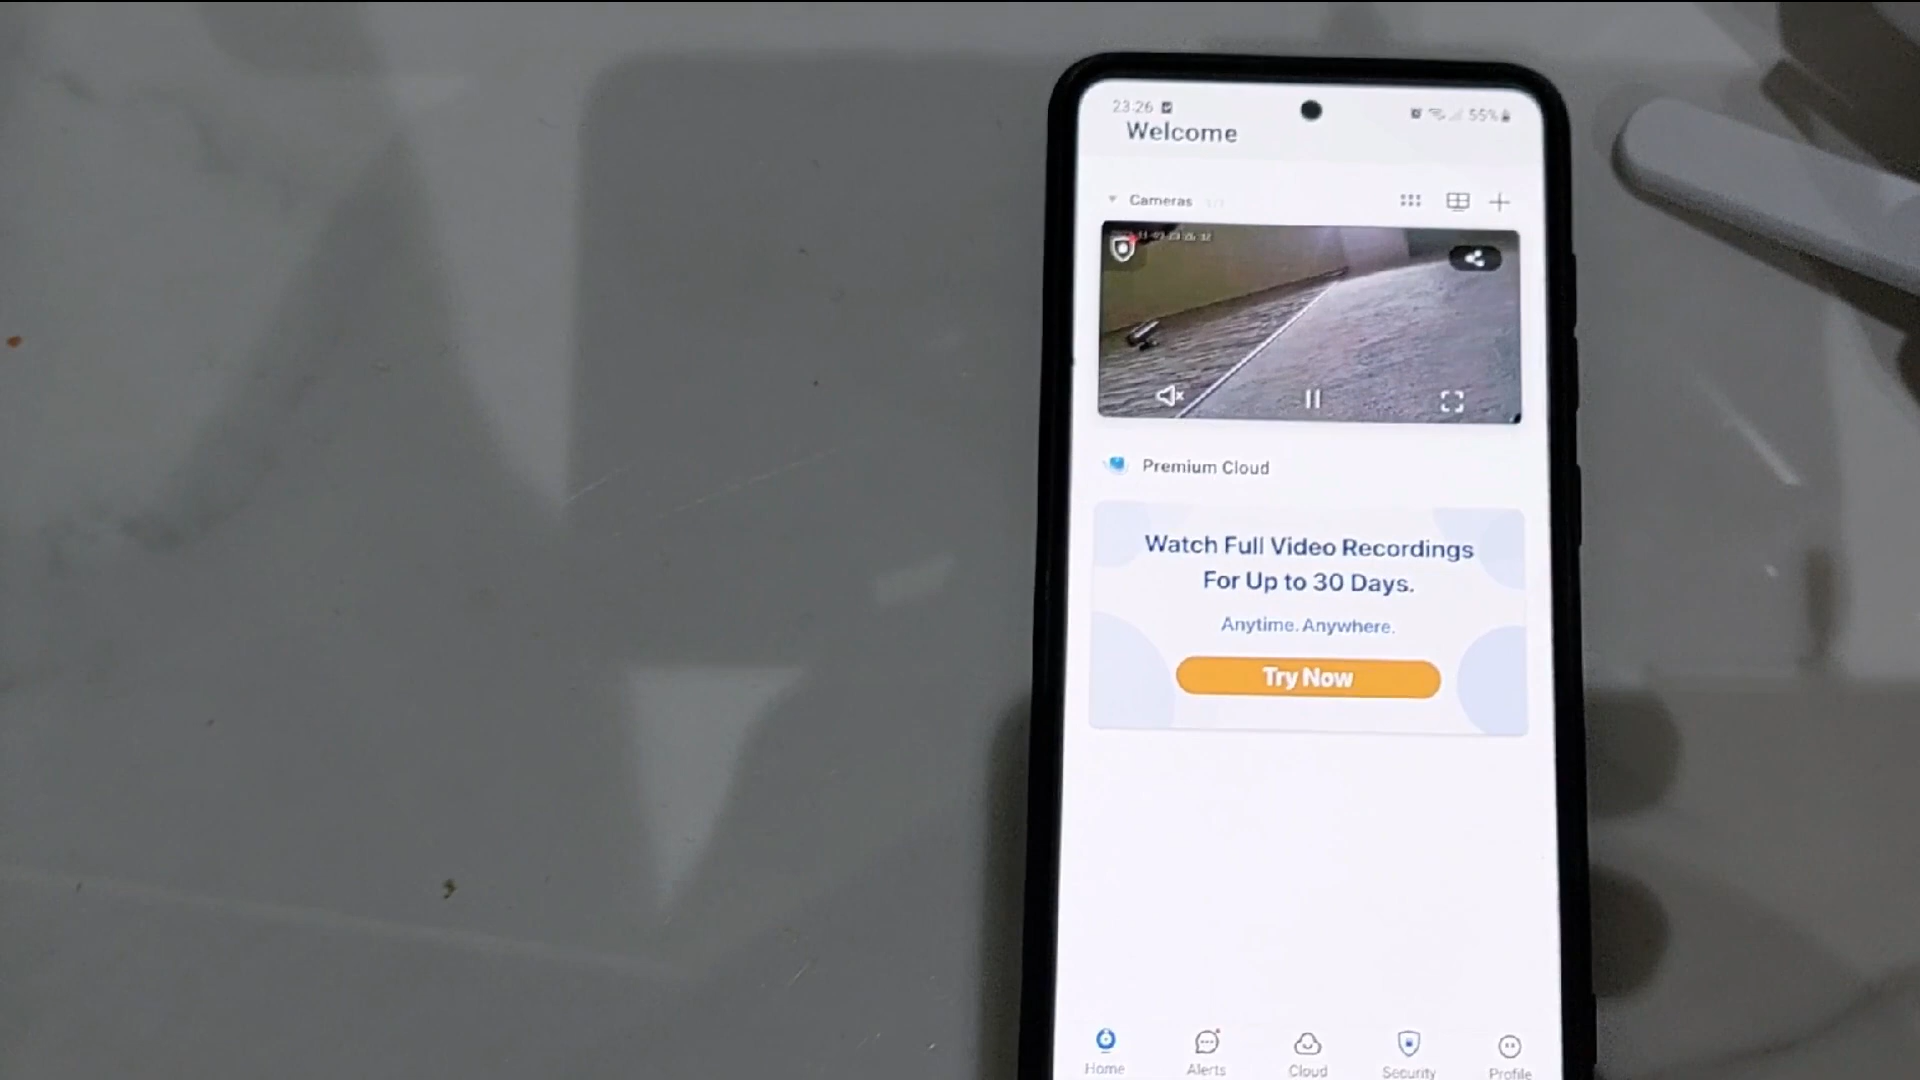 23:26
55%
Welcome
Cameras
Premium Cloud
Watch Full Video Recordings
For Up to 30 Days.
Anytime. Anywhere.
Try Now
Home Alerts Cloud Security Profile